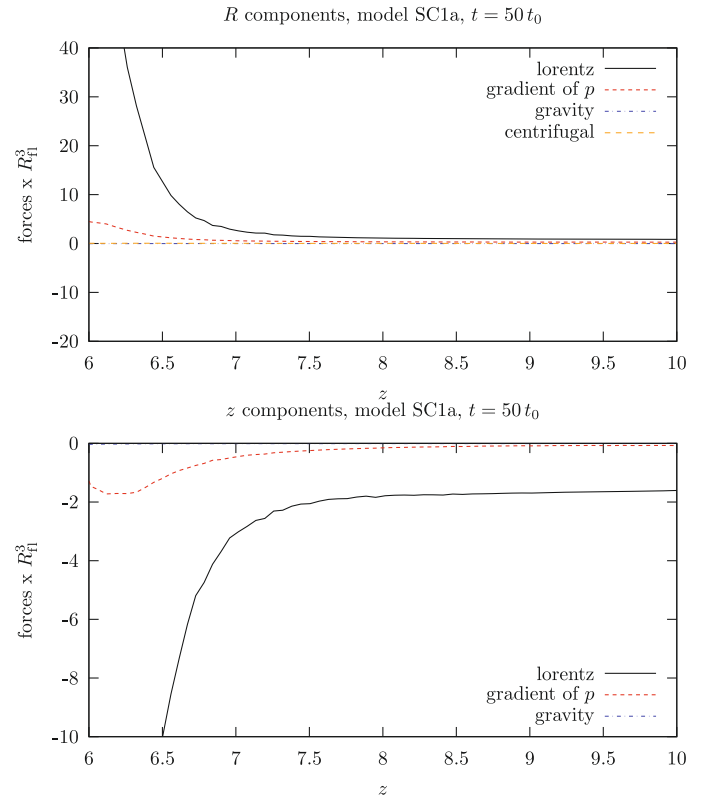 R components, model SC1a, t = 50 t₀
40
30
20
10
0
-10
-20
forces x R³fl
lorentz
gradient of p
gravity
centrifugal
6 6.5 7 7.5 8 8.5 9 9.5 10
z
z components, model SC1a, t = 50 t₀
0
-2
-4
-6
-8
-10
forces x R³fl
lorentz
gradient of p
gravity
6 6.5 7 7.5 8 8.5 9 9.5 10
z